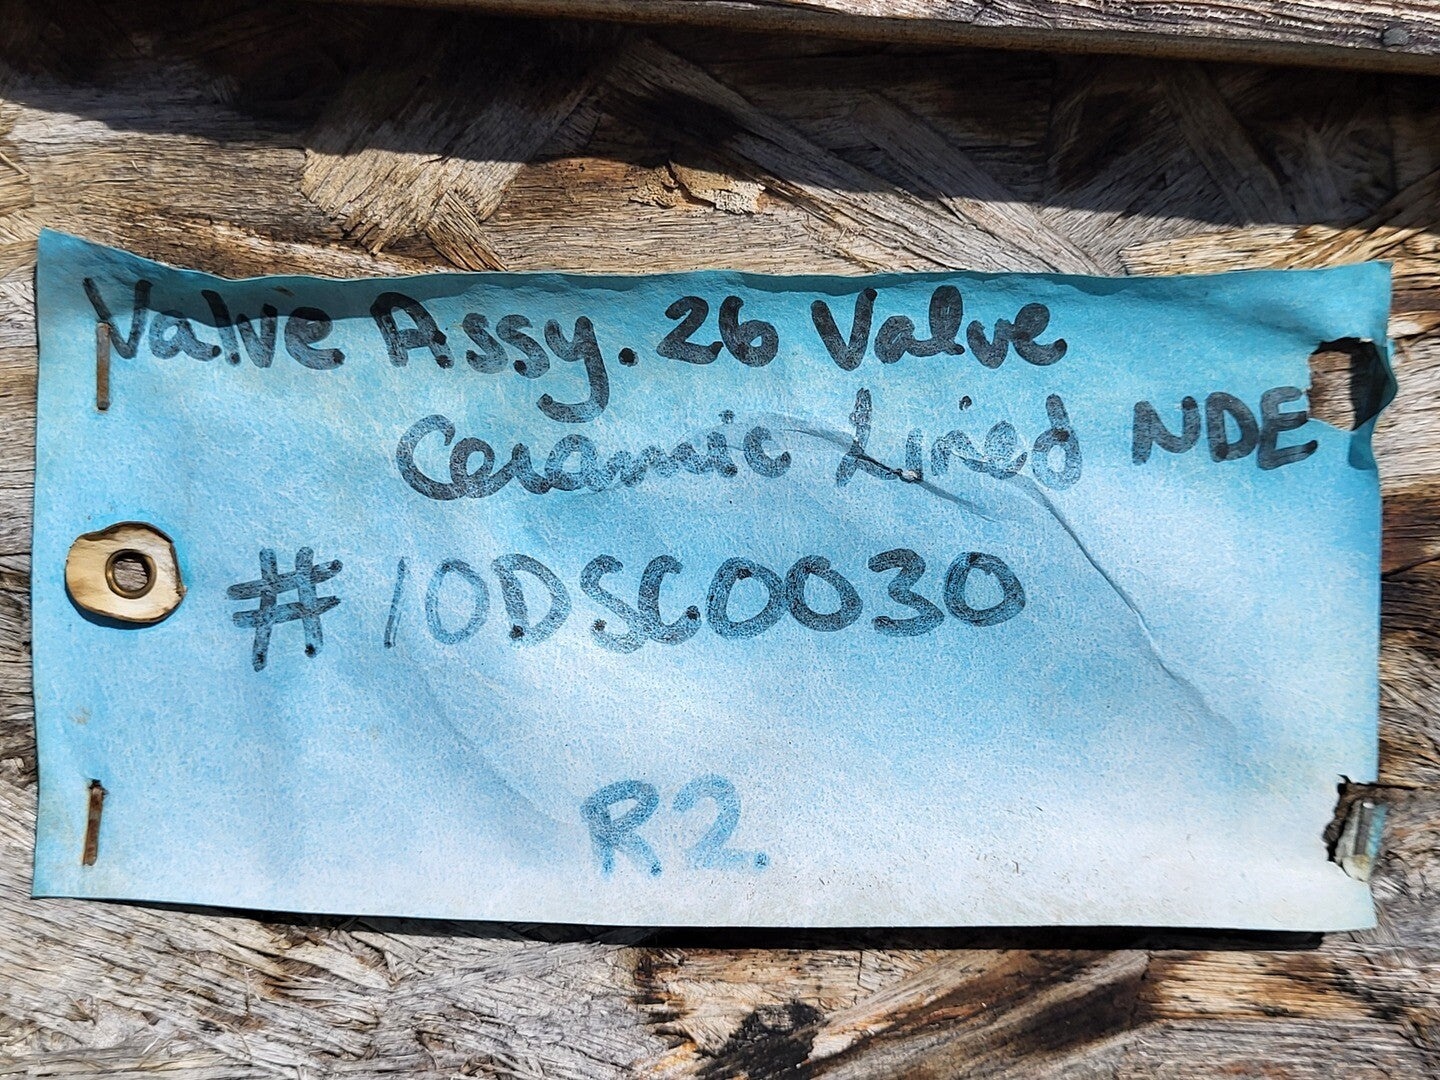 Valve Assy. 26 Valve
Ceramic Lined NDE
#10DSC0030
R2.